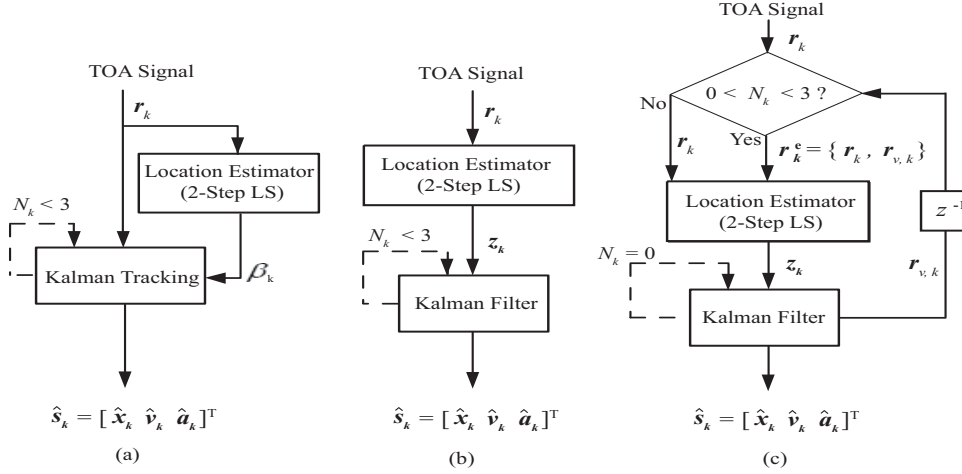 TOA Signal
r_k
Location Estimator
(2-Step LS)
N_k < 3
Kalman Tracking
β_k
ŝ_k = [ x̂_k v̂_k â_k ]^T
(a)
TOA Signal
r_k
Location Estimator
(2-Step LS)
N_k < 3
z_k
Kalman Filter
ŝ_k = [ x̂_k v̂_k â_k ]^T
(b)
TOA Signal
r_k
0 < N_k < 3 ?
No
Yes
r_k
r_k^e = { r_k , r_{v,k} }
Location Estimator
(2-Step LS)
z^{-1}
N_k = 0
z_k
r_{v,k}
Kalman Filter
ŝ_k = [ x̂_k v̂_k â_k ]^T
(c)